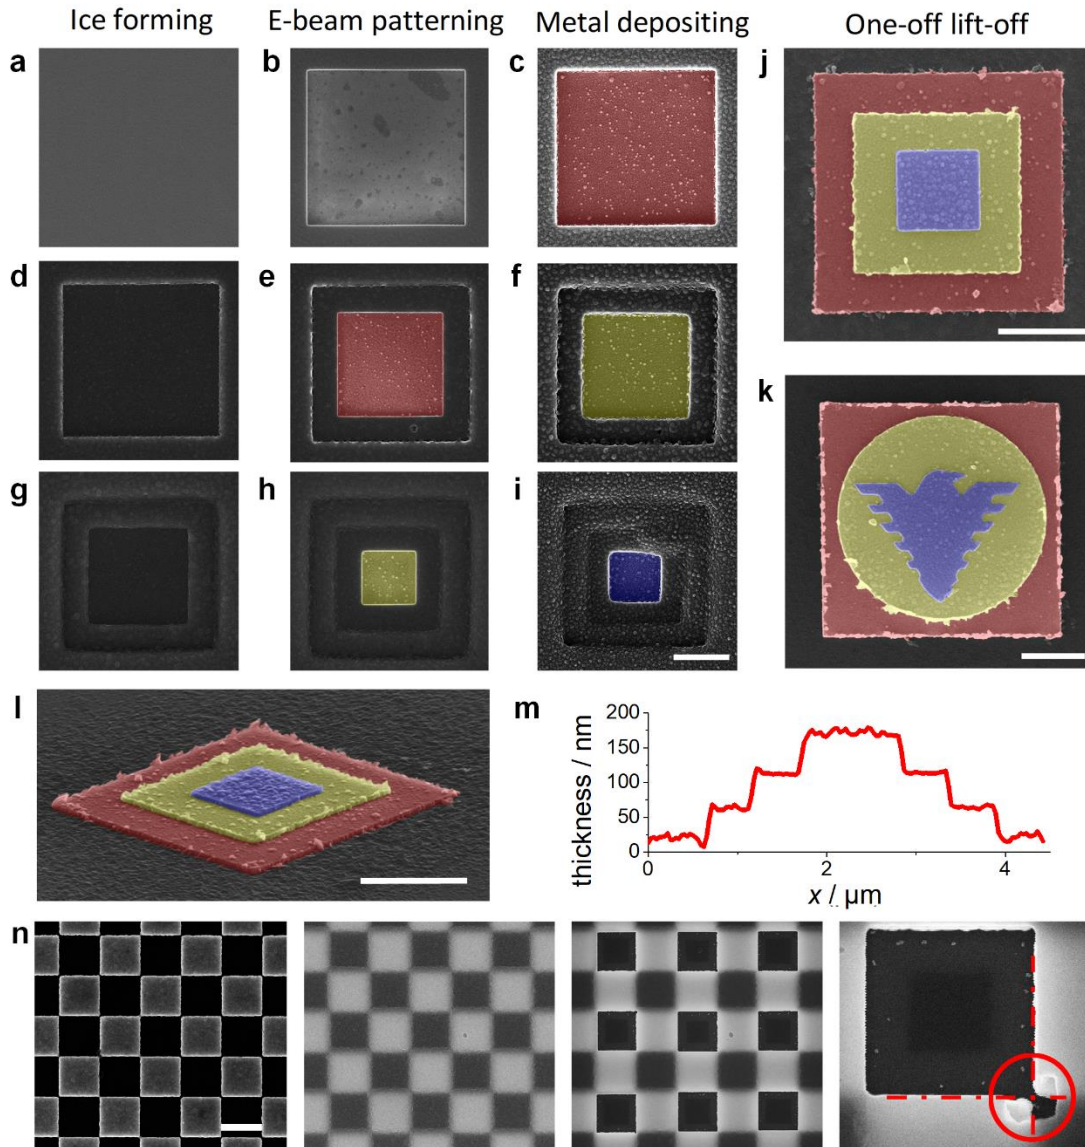 Ice forming
E-beam patterning
Metal depositing
One-off lift-off
a
b
c
j
d
e
f
k
g
h
i
l
m
200
150
100
50
0
thickness / nm
0
2
4
x / μm
n